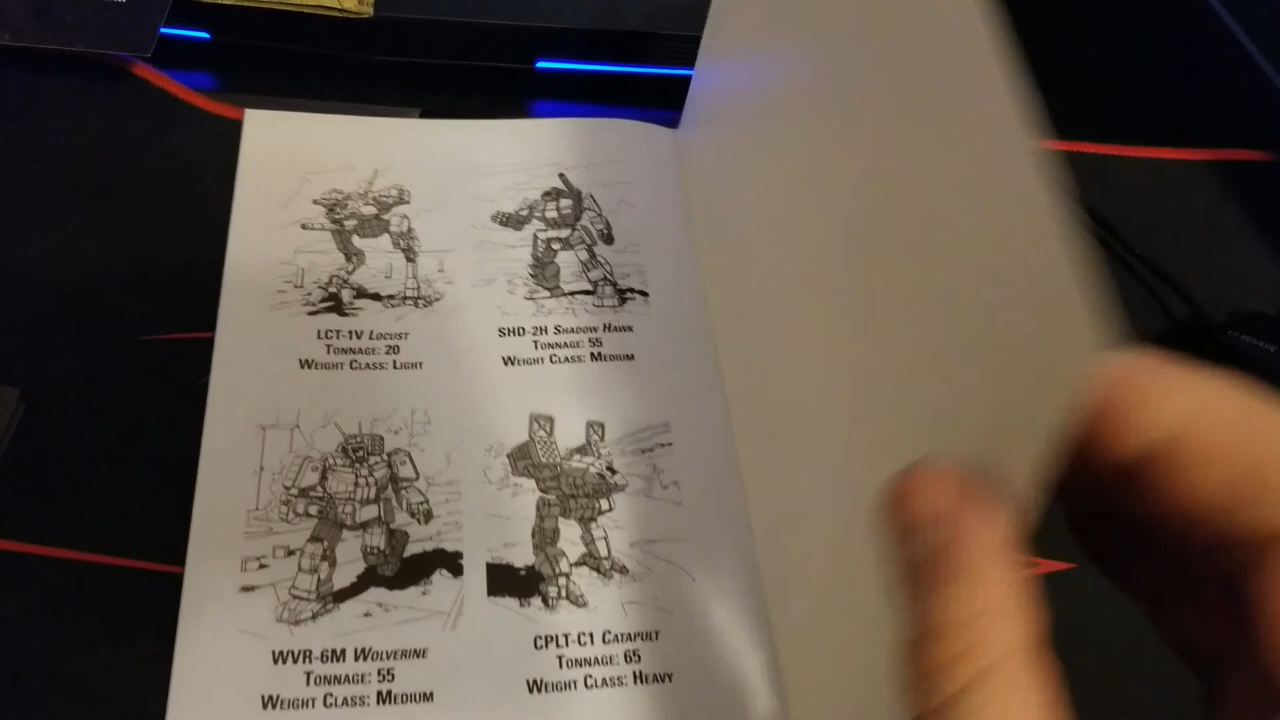 LCT-1V Locust
Tonnage: 20
Weight Class: Light
SHD-2H Shadow Hawk
Tonnage: 55
Weight Class: Medium
WVR-6M Wolverine
Tonnage: 55
Weight Class: Medium
CPLT-C1 Catapult
Tonnage: 65
Weight Class: Heavy